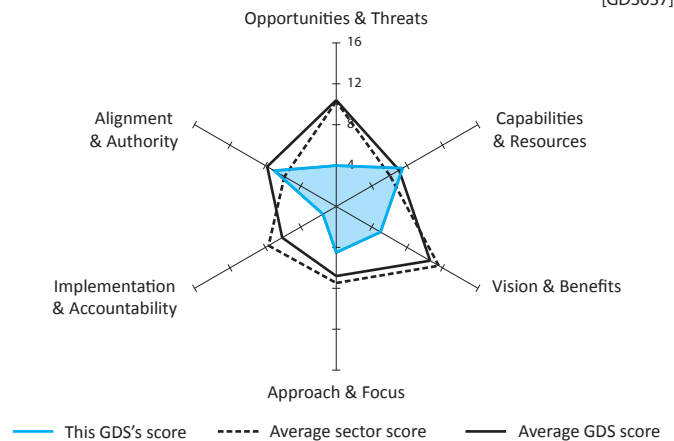 [GDS057]
Opportunities & Threats
16
12
8
4
Alignment
& Authority
Capabilities
& Resources
Implementation
& Accountability
Vision & Benefits
Approach & Focus
This GDS's score
Average sector score
Average GDS score